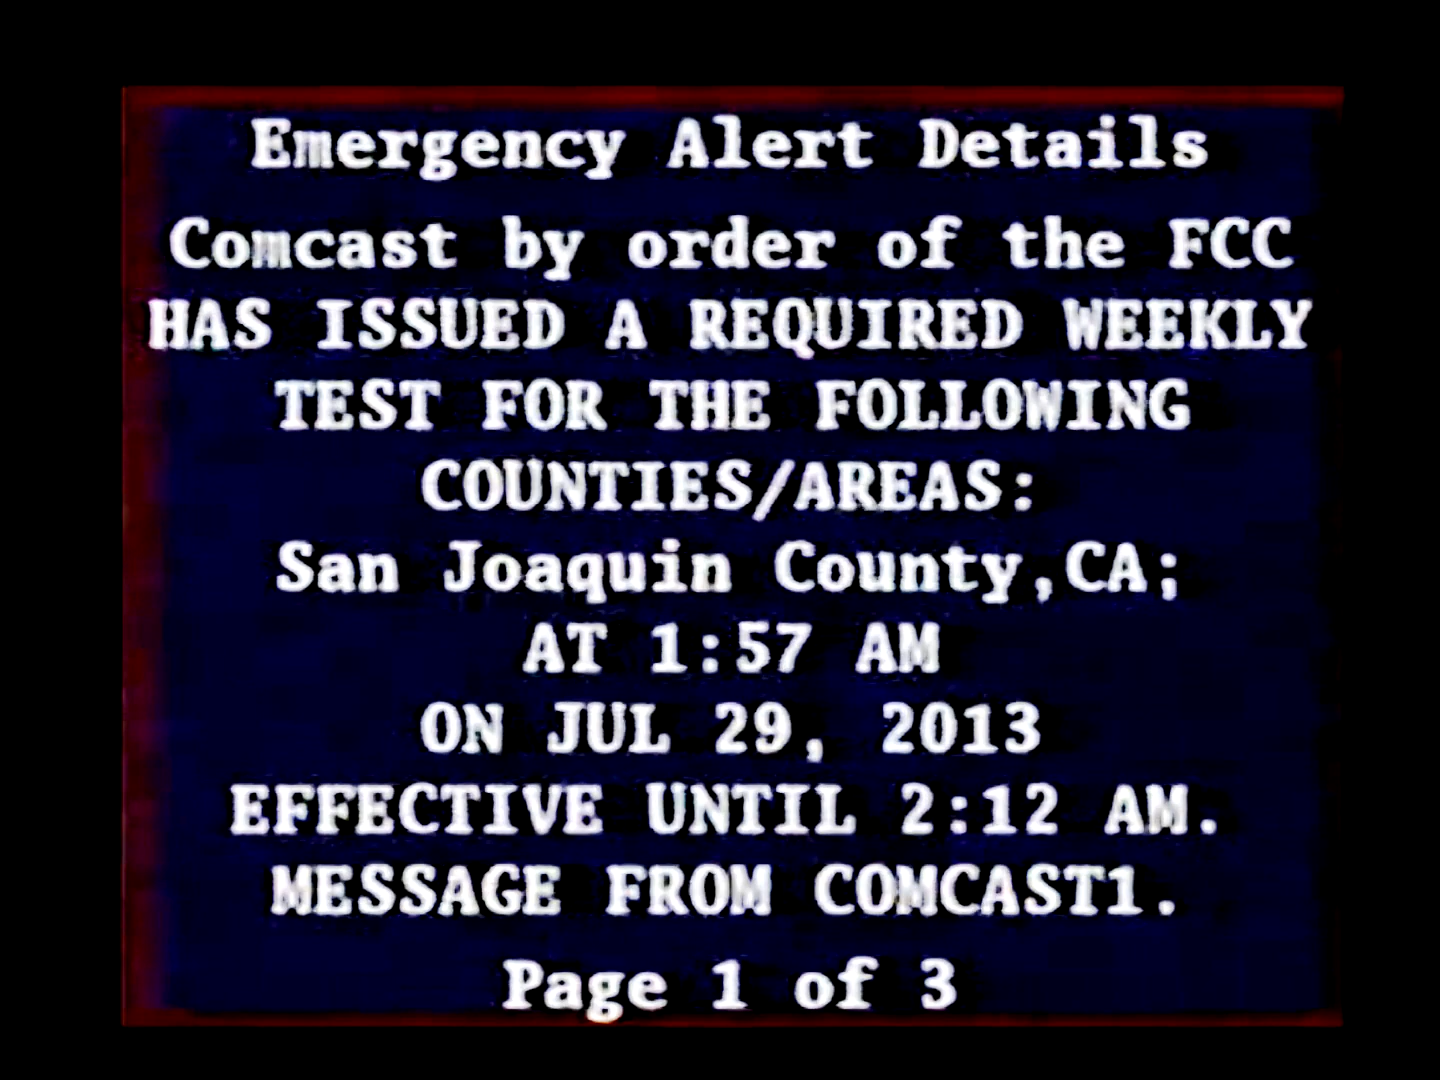 Emergency Alert Details
Comcast by order of the FCC
HAS ISSUED A REQUIRED WEEKLY
TEST FOR THE FOLLOWING
COUNTIES/AREAS:
San Joaquin County,CA;
AT 1:57 AM
ON JUL 29, 2013
EFFECTIVE UNTIL 2:12 AM.
MESSAGE FROM COMCAST1.
Page 1 of 3